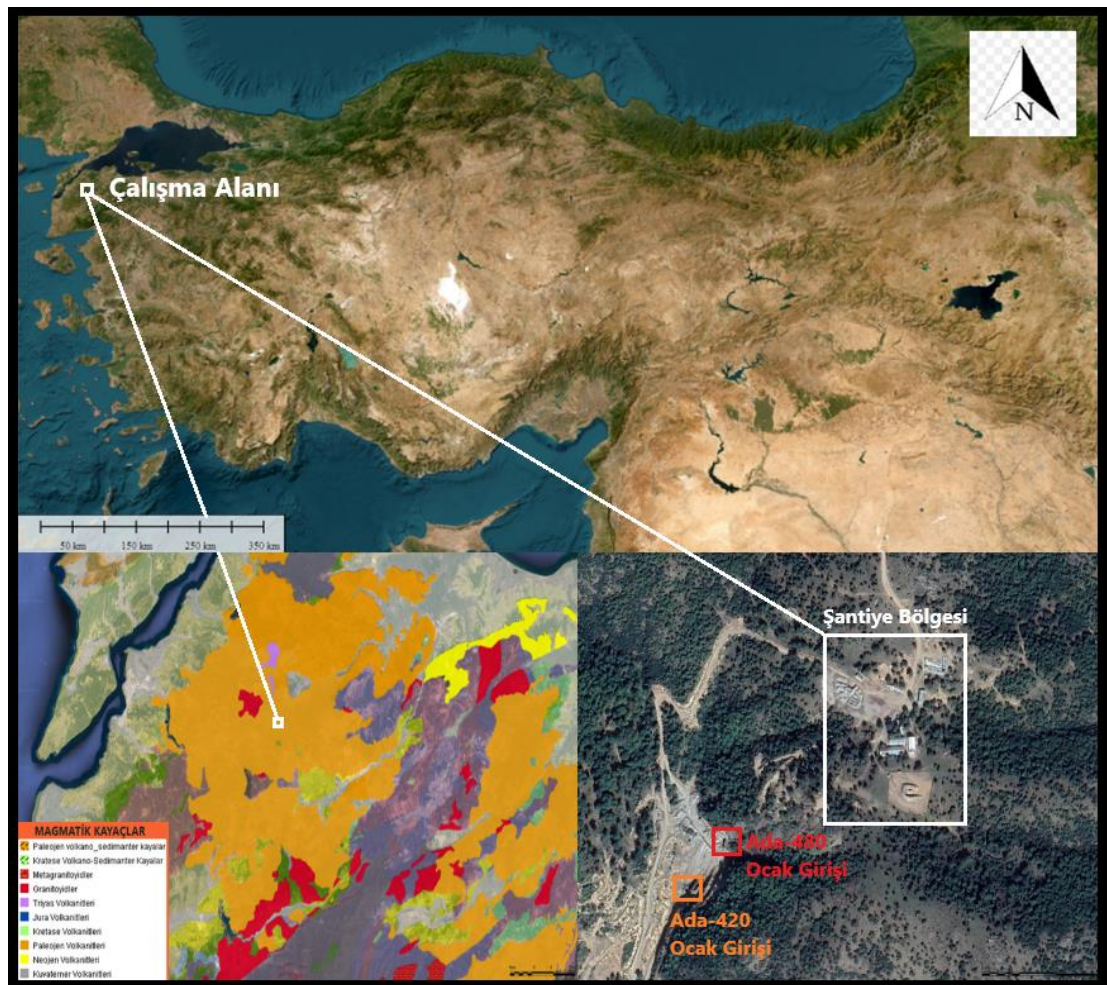 N
Çalışma Alanı
50 km 150 km 250 km 350 km
Şantiye Bölgesi
Ada-480
Ocak Girişi
Ada-420
Ocak Girişi
MAGMATİK KAYAÇLAR
Paleojen volkano_sedimanter kayalar
Kratese Volkano-Sedimanter Kayalar
Metagranitoyidler
Granitoyidler
Triyas Volkanitleri
Jura Volkanitleri
Kretase Volkanitleri
Paleojen Volkanitleri
Neojen Volkanitleri
Kuvaterner Volkanitleri